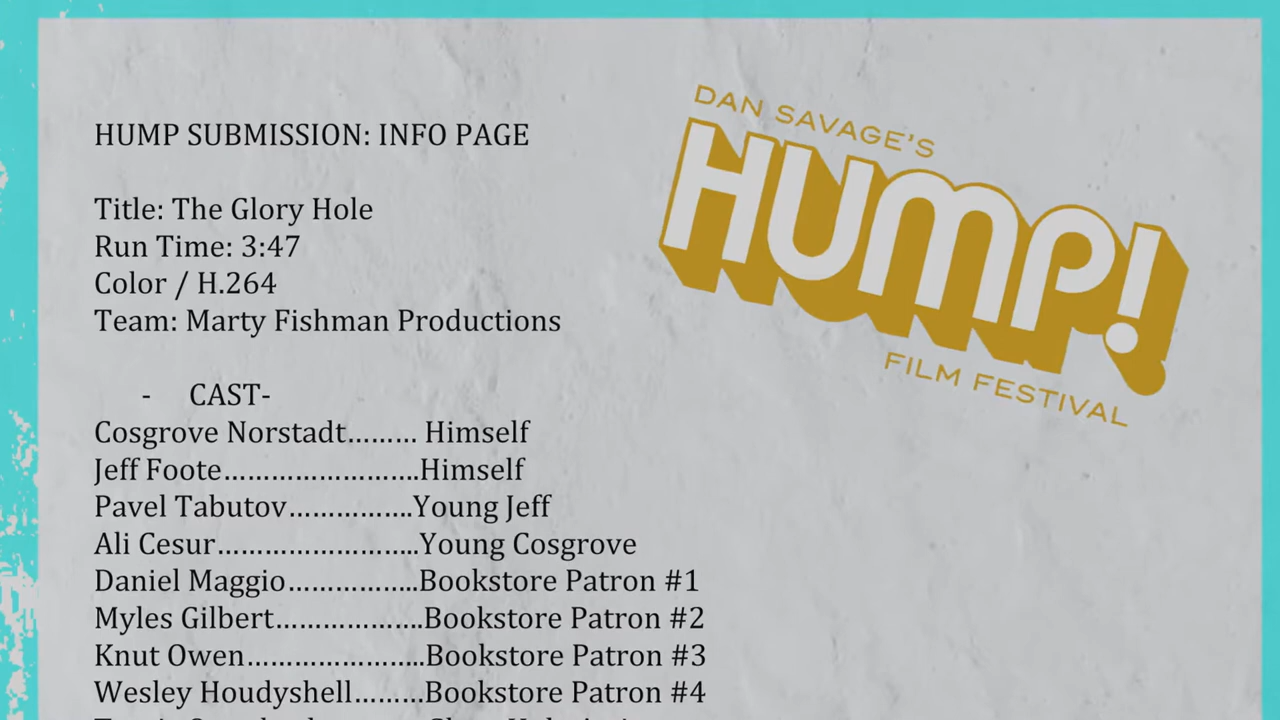 DAN SAVAGE'S
HUMP!
FILM FESTIVAL
HUMP SUBMISSION: INFO PAGE
Title: The Glory Hole
Run Time: 3:47
Color / H.264
Team: Marty Fishman Productions
- CAST-
Cosgrove Norstadt......... Himself
Jeff Foote.......................Himself
Pavel Tabutov...............Young Jeff
Ali Cesur........................Young Cosgrove
Daniel Maggio................Bookstore Patron #1
Myles Gilbert..................Bookstore Patron #2
Knut Owen......................Bookstore Patron #3
Wesley Houdyshell.........Bookstore Patron #4